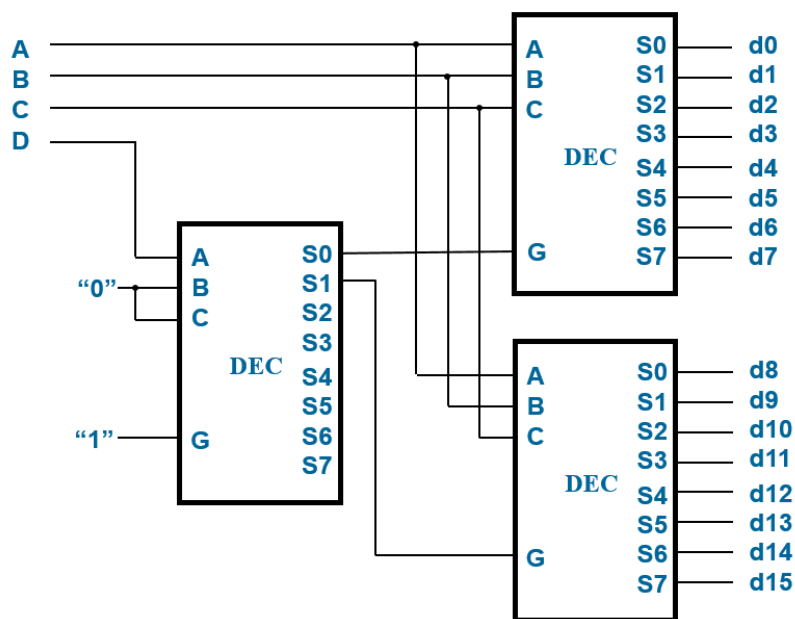 A
B
C
D
“0”
“1”
A
B
C
G
DEC
S0
S1
S2
S3
S4
S5
S6
S7
A
B
C
G
DEC
S0 d0
S1 d1
S2 d2
S3 d3
S4 d4
S5 d5
S6 d6
S7 d7
A
B
C
G
DEC
S0 d8
S1 d9
S2 d10
S3 d11
S4 d12
S5 d13
S6 d14
S7 d15